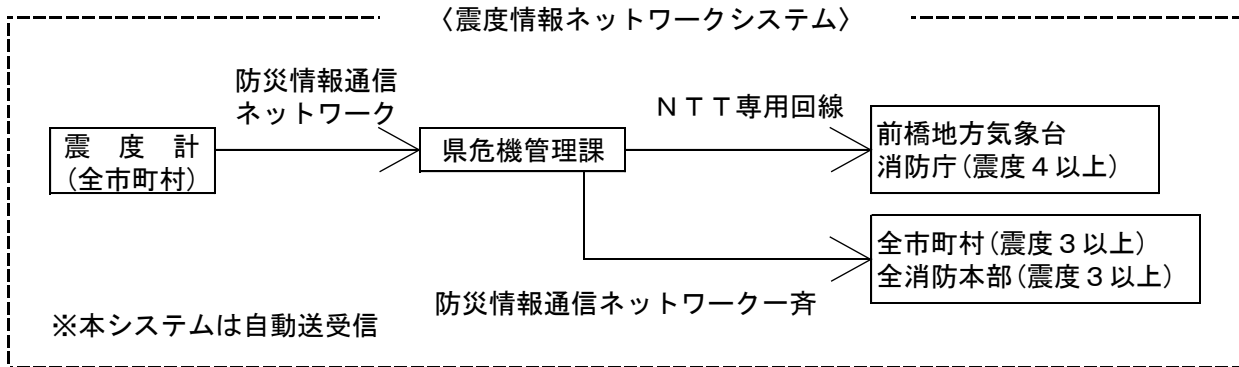 〈震度情報ネットワークシステム〉
防災情報通信
ネットワーク
ＮＴＴ専用回線
震　度　計
(全市町村)
県危機管理課
前橋地方気象台
消防庁(震度４以上)
全市町村(震度３以上)
全消防本部(震度３以上)
防災情報通信ネットワーク一斉
※本システムは自動送受信